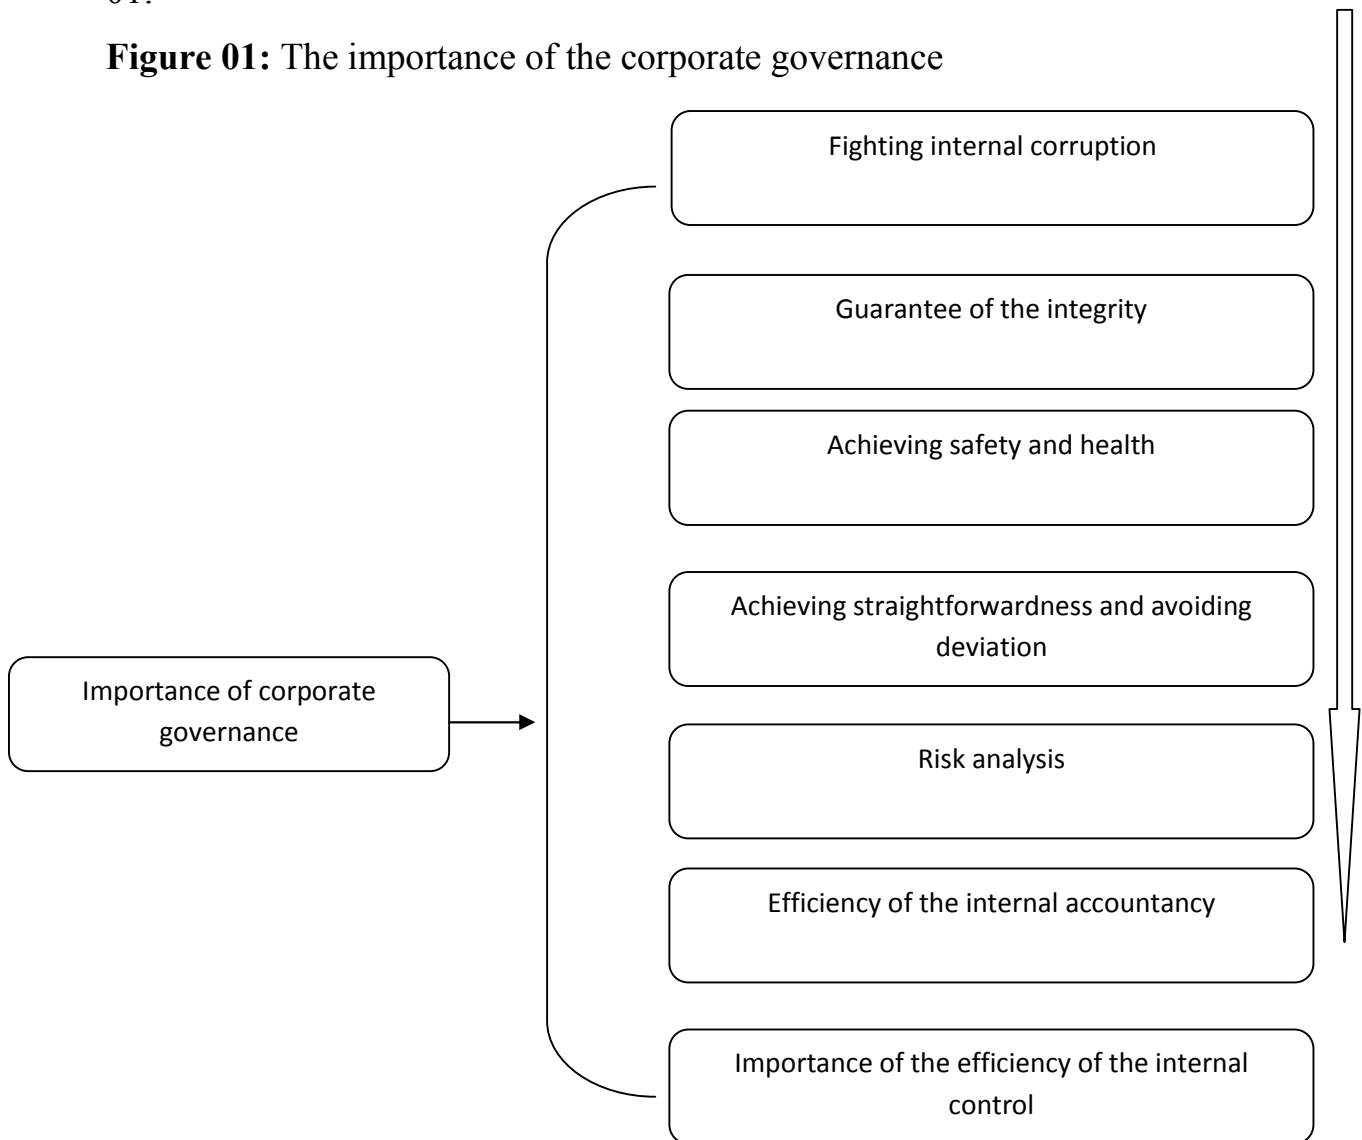 01.
Figure 01: The importance of the corporate governance
Fighting internal corruption
Guarantee of the integrity
Achieving safety and health
Achieving straightforwardness and avoiding
deviation
Importance of corporate
governance
Risk analysis
Efficiency of the internal accountancy
Importance of the efficiency of the internal
control